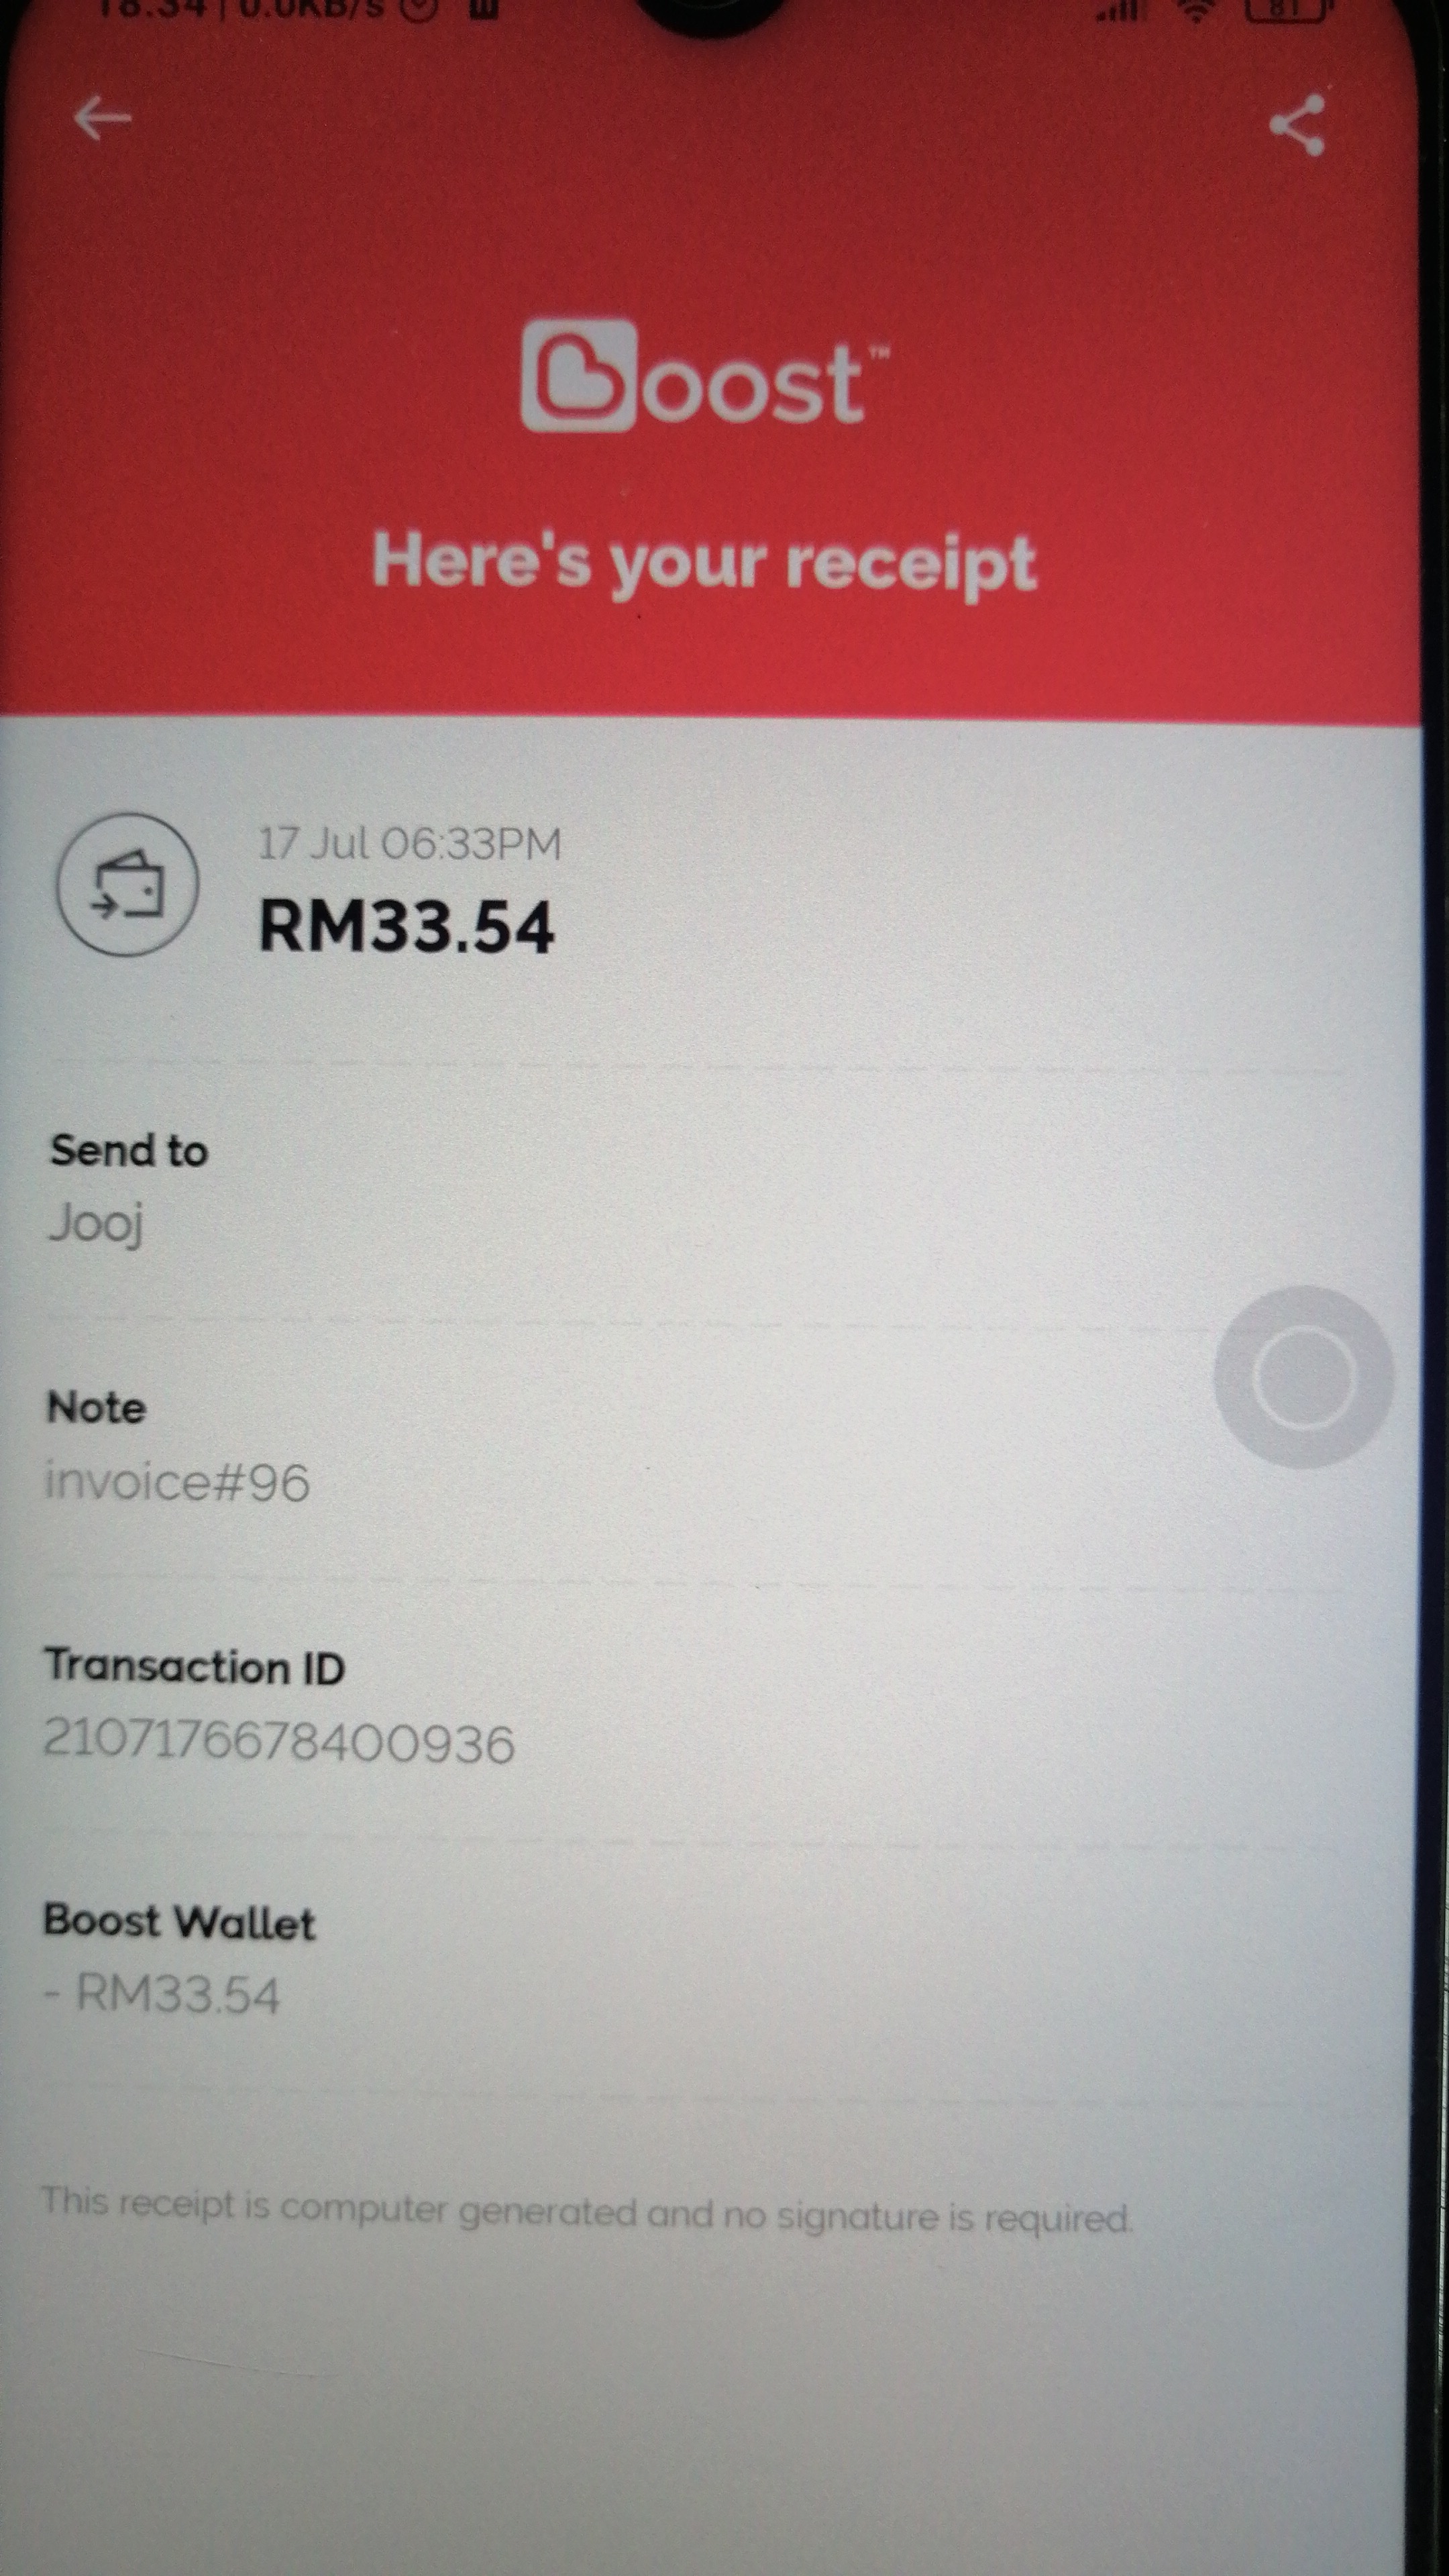 18:34 | 0.0KB/s
81
Boost™
Here's your receipt
17 Jul 06:33PM
RM33.54
Send to
Jooj
Note
invoice#96
Transaction ID
2107176678400936
Boost Wallet
- RM33.54
This receipt is computer generated and no signature is required.